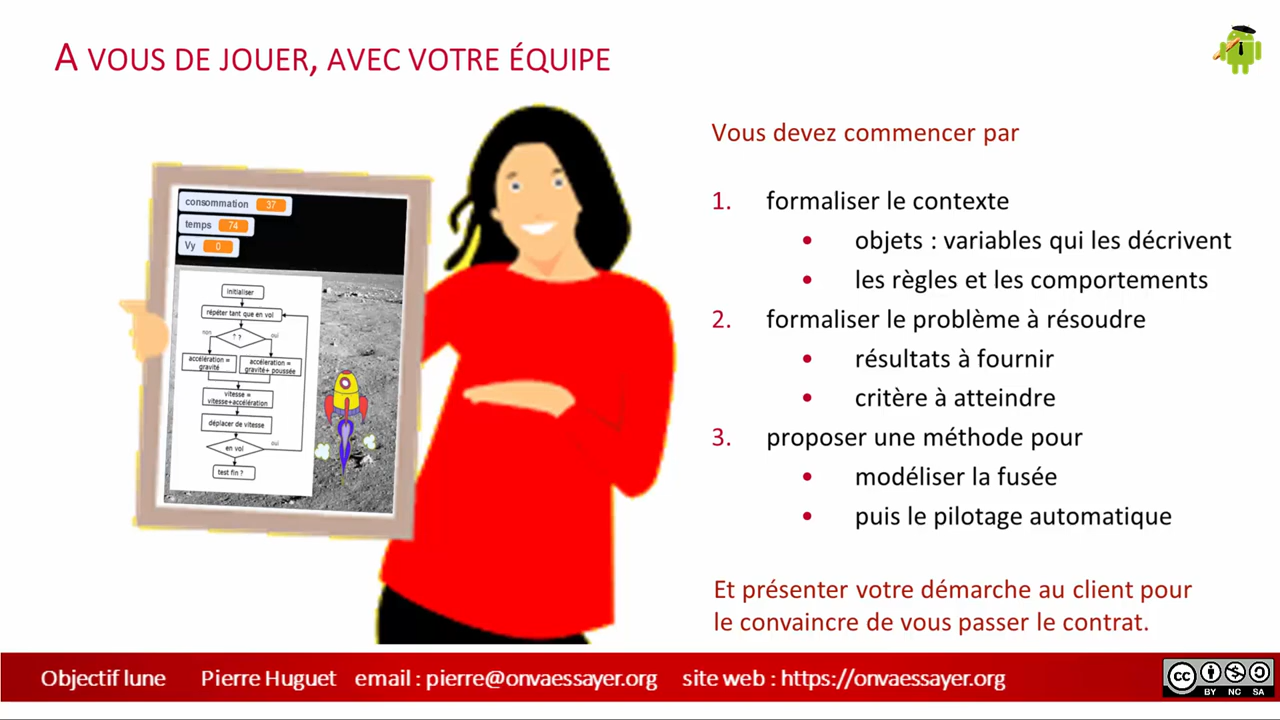 A VOUS DE JOUER, AVEC VOTRE ÉQUIPE
Vous devez commencer par
1. formaliser le contexte
• objets : variables qui les décrivent
• les règles et les comportements
2. formaliser le problème à résoudre
• résultats à fournir
• critère à atteindre
3. proposer une méthode pour
• modéliser la fusée
• puis le pilotage automatique
Et présenter votre démarche au client pour
le convaincre de vous passer le contrat.
consommation 37
temps 74
Vy 0
initialiser
répéter tant que en vol
non
oui
↑ ?
accélération =
gravité
accélération =
gravité+ poussée
vitesse =
vitesse+accélération
déplacer de vitesse
oui
en vol
test fin ?
Objectif lune Pierre Huguet email : pierre@onvaessayer.org site web : https://onvaessayer.org
cc
BY NC SA